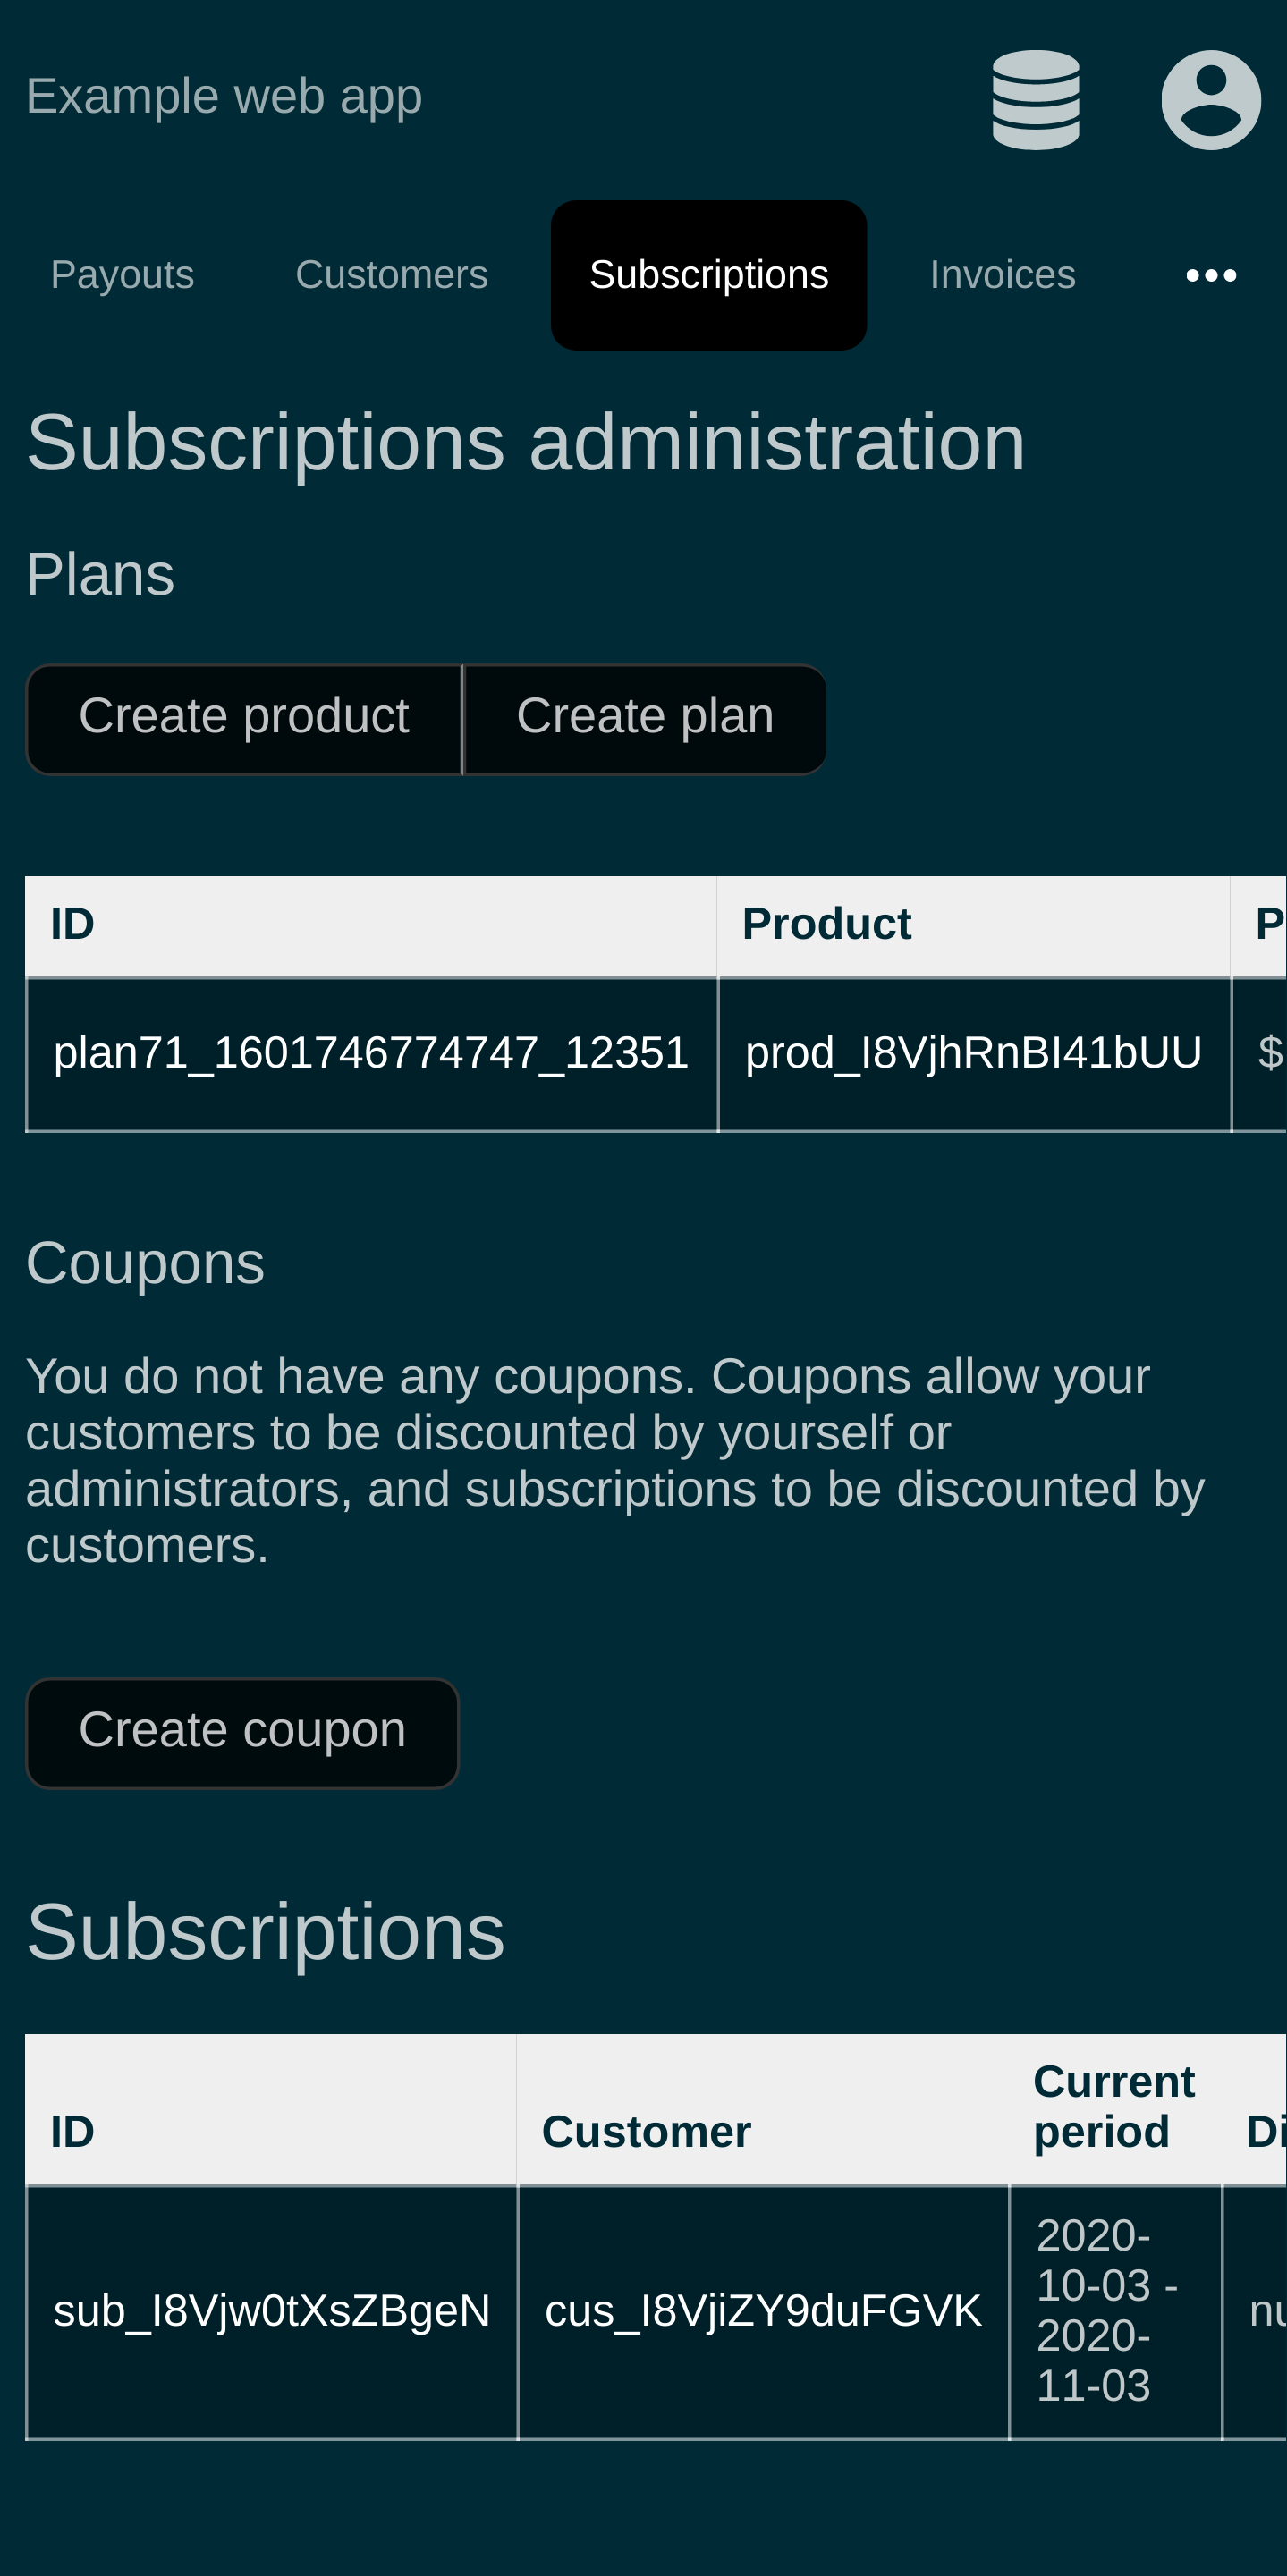 Example web app
Payouts Customers Subscriptions Invoices
Subscriptions administration
Plans
Create product Create plan
ID Product P
plan71_1601746774747_12351 prod_I8VjhRnBI41bUU $
Coupons
You do not have any coupons. Coupons allow your
customers to be discounted by yourself or
administrators, and subscriptions to be discounted by
customers.
Create coupon
Subscriptions
Current
ID Customer period Di
2020-
10-03 -
sub_I8Vjw0tXsZBgeN cus_I8VjiZY9duFGVK nu
2020-
11-03